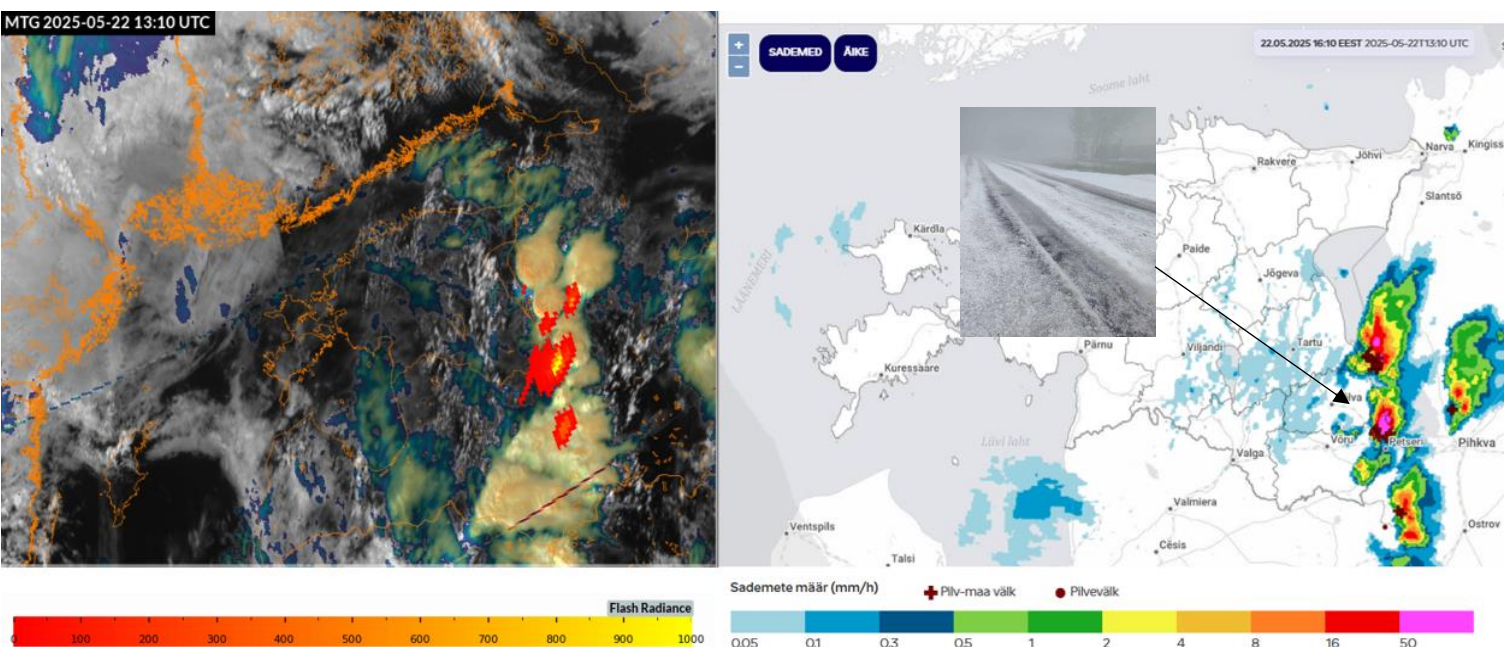 MTG 2025-05-22 13:10 UTC
+
−
SADEMED
ÄIKE
22.05.2025 16:10 EEST 2025-05-22T13:10 UTC
Soome laht
Narva
Kingiss
Rakvere
Jõhvi
Slantsõ
Kärdla
LÄÄNEMERI
Paide
Jõgeva
Pärnu
Viljandi
Tartu
Kuressaare
lva
Võru
Petseri
Pihkva
Liivi laht
Valga
Valmiera
Ventspils
Ostrov
Cēsis
Talsi
Flash Radiance
0 100 200 300 400 500 600 700 800 900 1000
Sademete määr (mm/h)
Pilv-maa välk
Pilvevälk
0.05 0.1 0.3 0.5 1 2 4 8 16 50